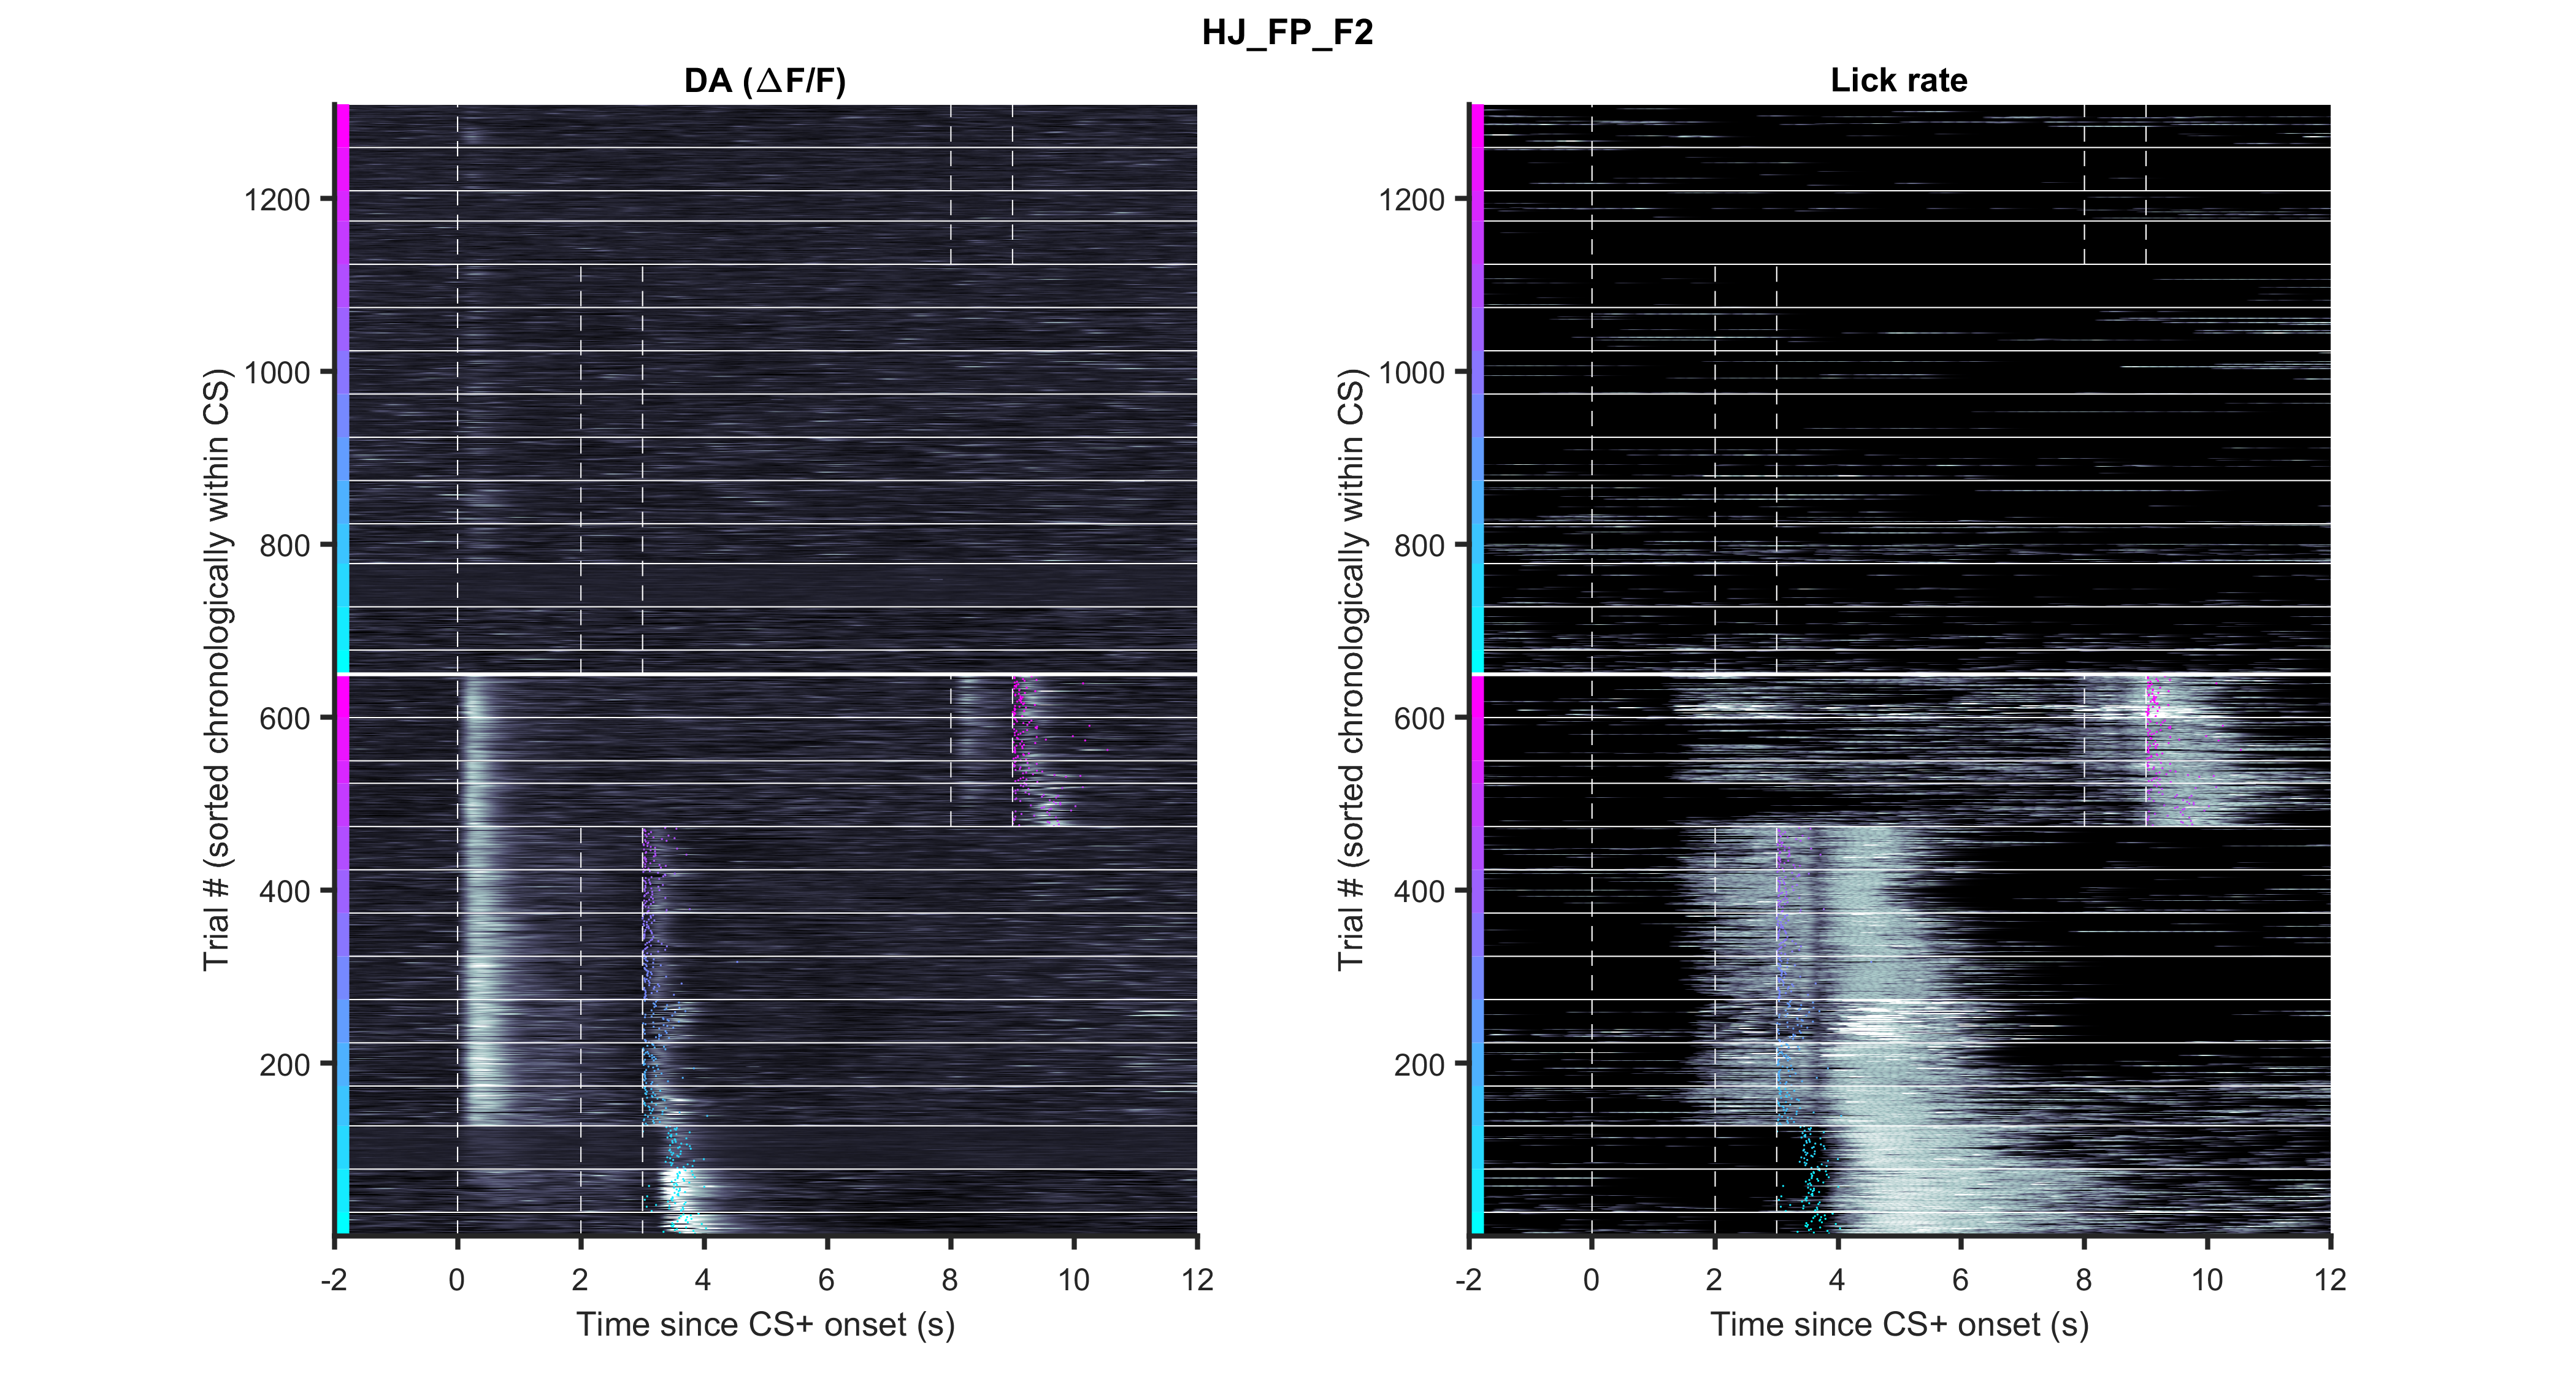 HJ_FP_F2
DA (ΔF/F)
1200
1000
800
600
400
200
Trial # (sorted chronologically within CS)
-2 0 2 4 6 8 10 12
Time since CS+ onset (s)
Lick rate
1200
1000
800
600
400
200
Trial # (sorted chronologically within CS)
-2 0 2 4 6 8 10 12
Time since CS+ onset (s)